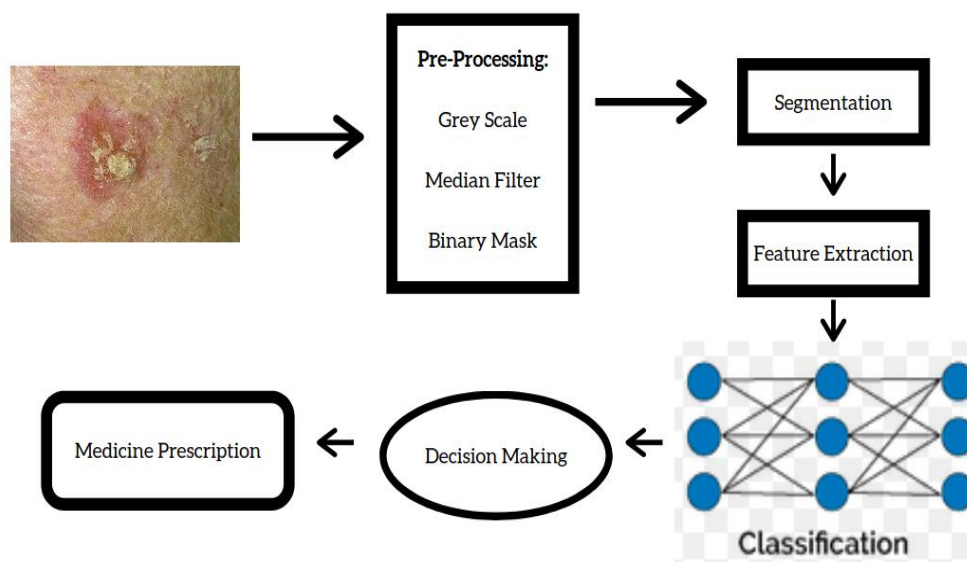 Pre-Processing:
Grey Scale
Median Filter
Binary Mask
Segmentation
Feature Extraction
Classification
Decision Making
Medicine Prescription